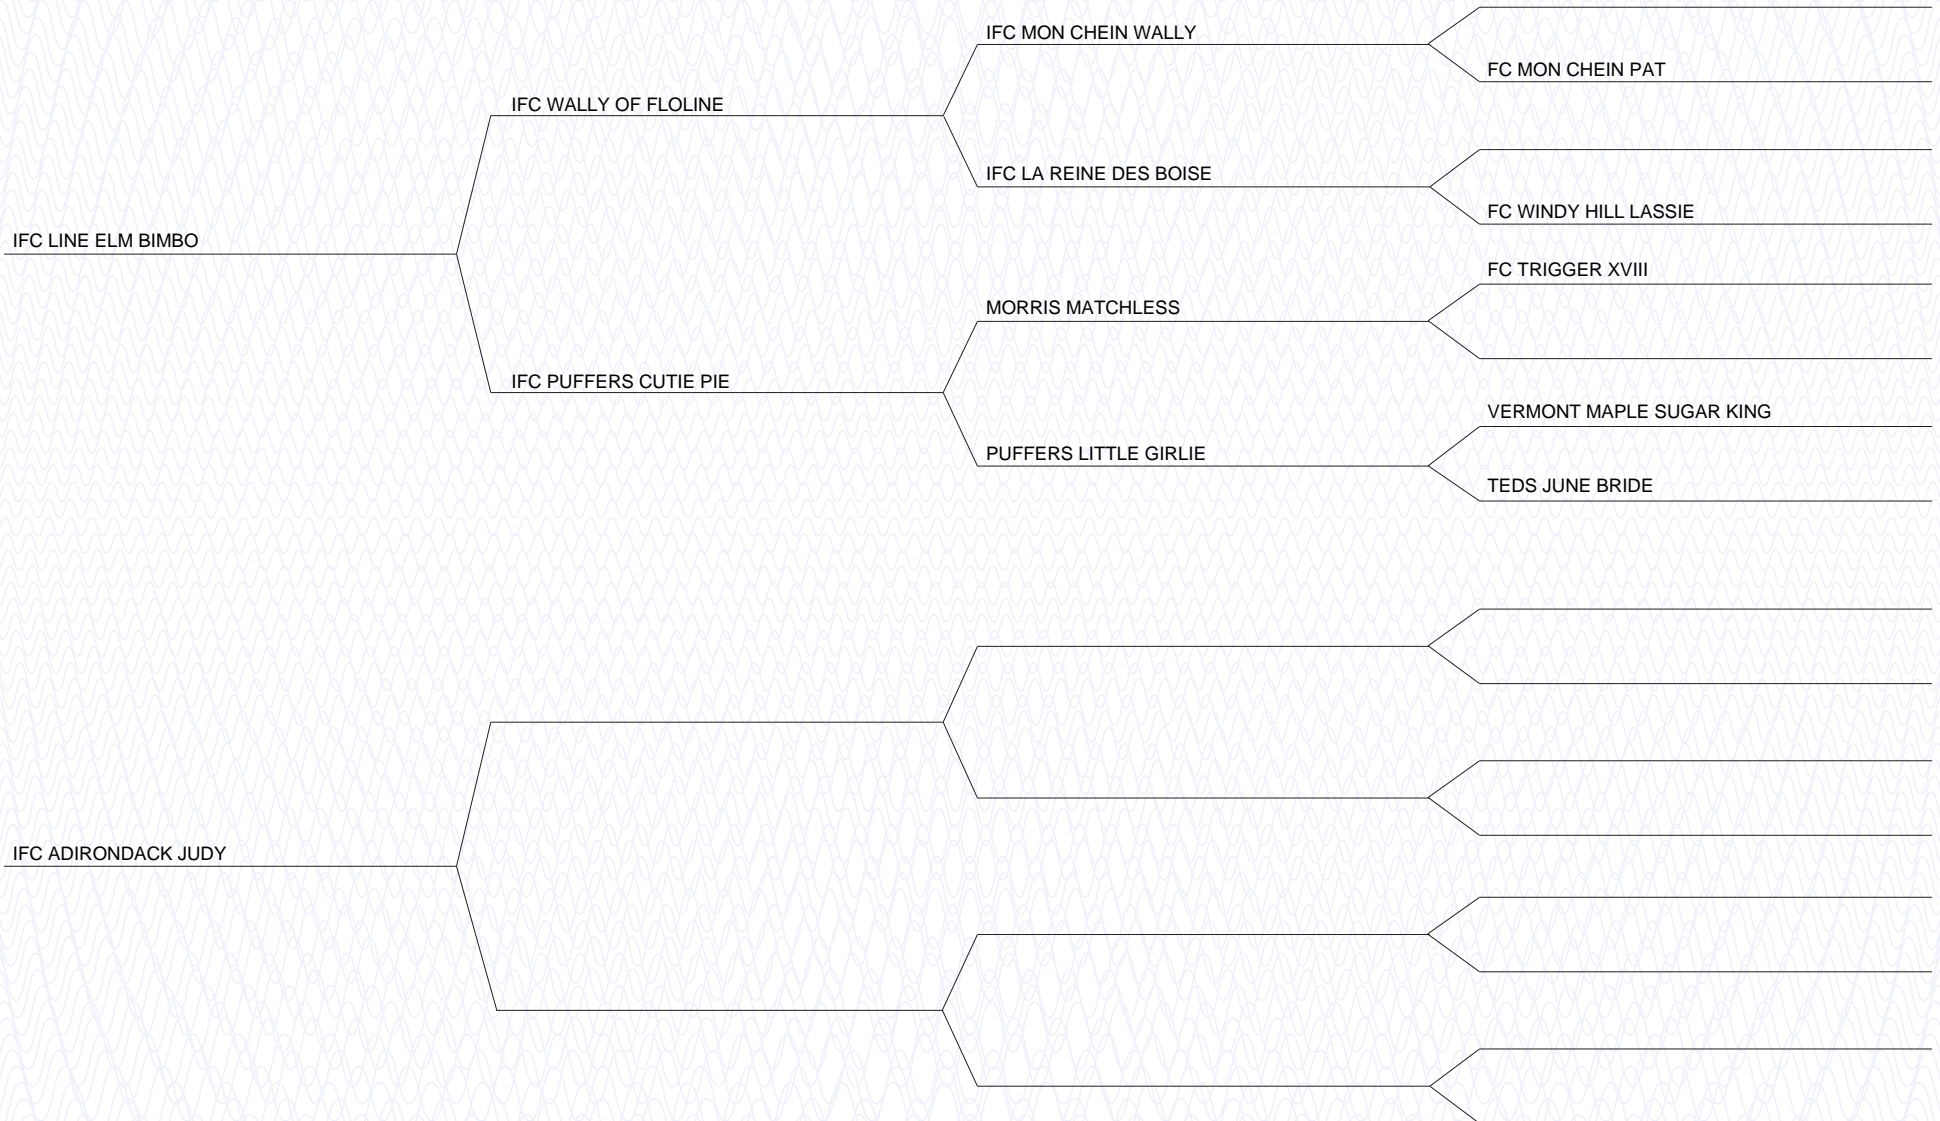 IFC MON CHEIN WALLY
FC MON CHEIN PAT
IFC WALLY OF FLOLINE
IFC LA REINE DES BOISE
FC WINDY HILL LASSIE
IFC LINE ELM BIMBO
FC TRIGGER XVIII
MORRIS MATCHLESS
IFC PUFFERS CUTIE PIE
VERMONT MAPLE SUGAR KING
PUFFERS LITTLE GIRLIE
TEDS JUNE BRIDE
IFC ADIRONDACK JUDY